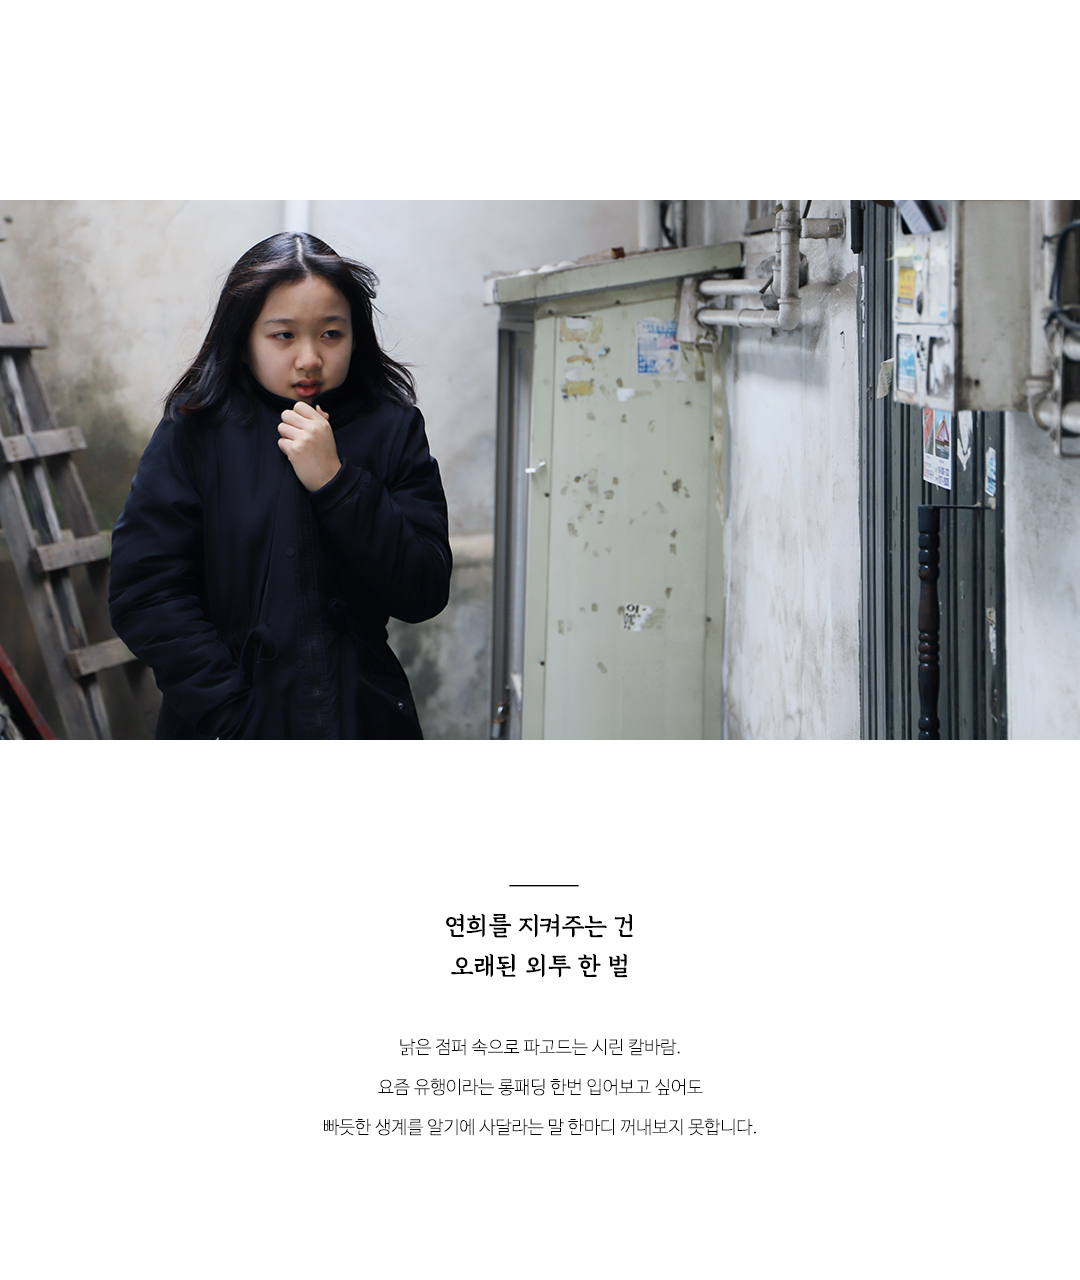 연희를 지켜주는 건
오래된 외투 한 벌
낡은 점퍼 속으로 파고드는 시린 칼바람.
요즘 유행이라는 롱패딩 한번 입어보고 싶어도
빠듯한 생계를 알기에 사달라는 말 한마디 꺼내보지 못합니다.